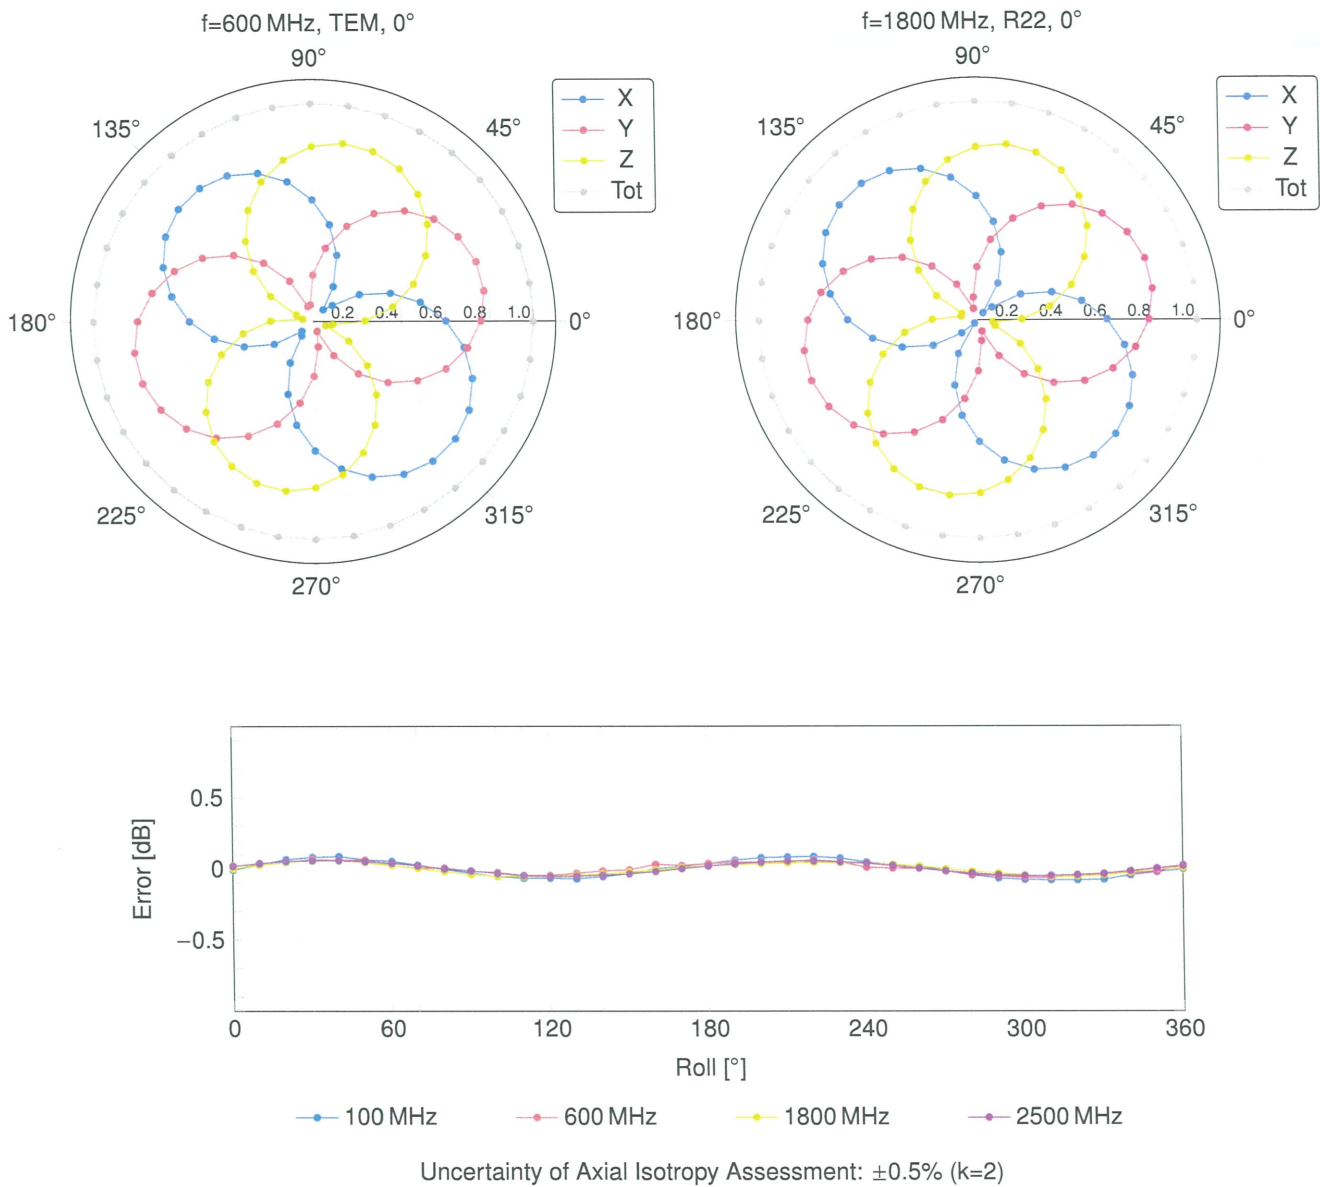 f=600 MHz, TEM, 0°
90°
135°
45°
180°
0.2 0.4 0.6 0.8 1.0
0°
225°
315°
270°
X
Y
Z
Tot
f=1800 MHz, R22, 0°
90°
135°
45°
180°
0.2 0.4 0.6 0.8 1.0
0°
225°
315°
270°
X
Y
Z
Tot
Error [dB]
0.5
0
−0.5
0 60 120 180 240 300 360
Roll [°]
100 MHz 600 MHz 1800 MHz 2500 MHz
Uncertainty of Axial Isotropy Assessment: ±0.5% (k=2)